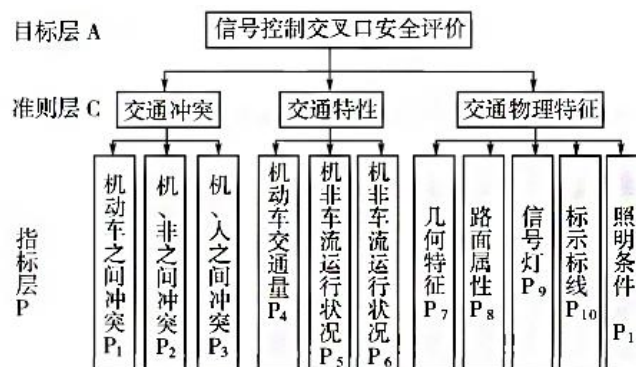 目标层 A
信号控制交叉口安全评价
准则层 C
交通冲突
交通特性
交通物理特征
指标层 P
机动车之间冲突 P₁
机、非之间冲突 P₂
机、人之间冲突 P₃
机动车交通量 P₄
机非车流运行状况 P₅
机非车流运行状况 P₆
几何特征 P₇
路面属性 P₈
信号灯 P₉
标示标线 P₁₀
照明条件 P₁